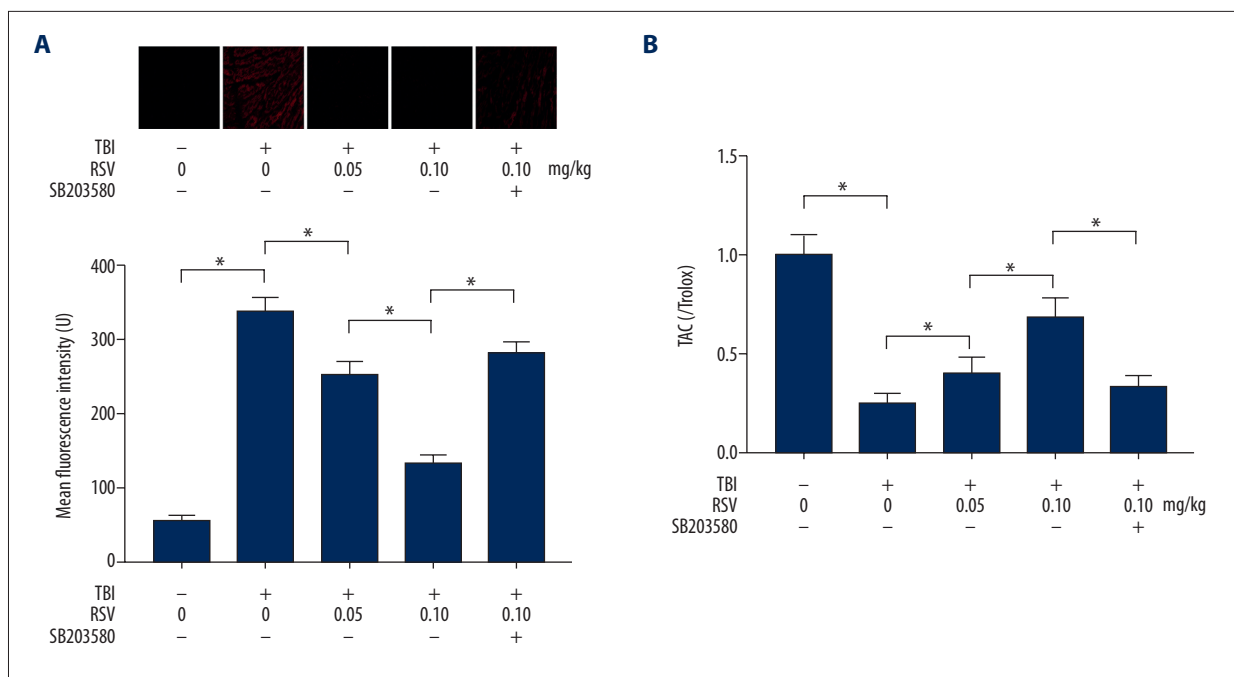 A
TBI – + + + +
RSV 0 0 0.05 0.10 0.10 mg/kg
SB203580 – – – – +
Mean fluorescence intensity (U)
400
300
200
100
0
* * * *
TBI – + + + +
RSV 0 0 0.05 0.10 0.10
SB203580 – – – – +
B
TAC (/Trolox)
1.5
1.0
0.5
0.0
* * * *
TBI – + + + +
RSV 0 0 0.05 0.10 0.10 mg/kg
SB203580 – – – – +